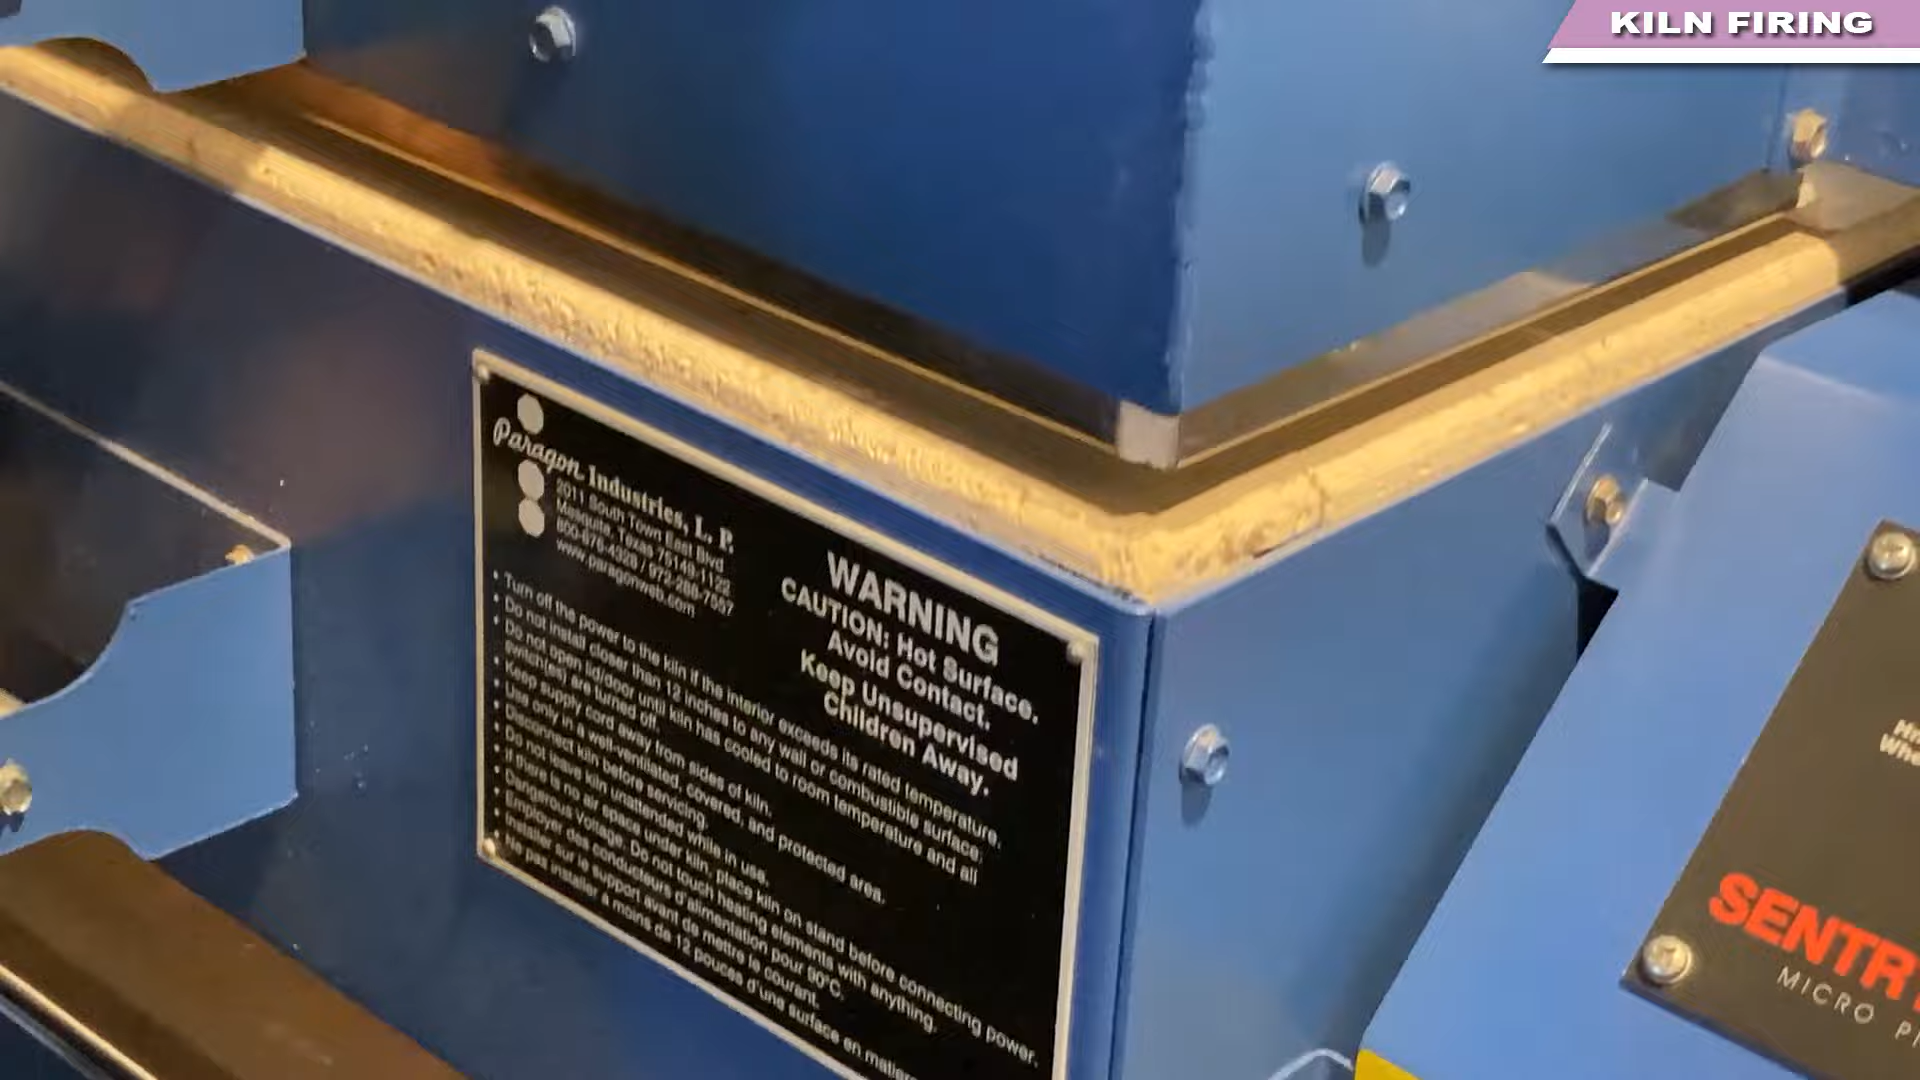 KILN FIRING
Paragon Industries, L. P.
2011 South Town East Blvd
Mesquite, Texas 75149-1122
800-876-4328 / 972-288-7557
www.paragonweb.com
WARNING
CAUTION: Hot Surface.
Avoid Contact.
Keep Unsupervised
Children Away.
• Turn off the power to the kiln if the interior exceeds its rated temperature.
• Do not install closer than 12 inches to any wall or combustible surface.
• Do not open lid/door until kiln has cooled to room temperature and all
switch(es) are turned off.
• Keep supply cord away from sides of kiln.
• Use only in a well-ventilated, covered, and protected area.
• Disconnect kiln before servicing.
• Do not leave kiln unattended while in use.
• If there is no air space under kiln, place kiln on stand before connecting power.
• Dangerous Voltage. Do not touch heating elements with anything.
• Employer des conducteurs d'alimentation pour 90°C.
• Installer sur le support avant de mettre le courant.
• Ne pas installer à moins de 12 pouces d'une surface en
SENTR
MICRO